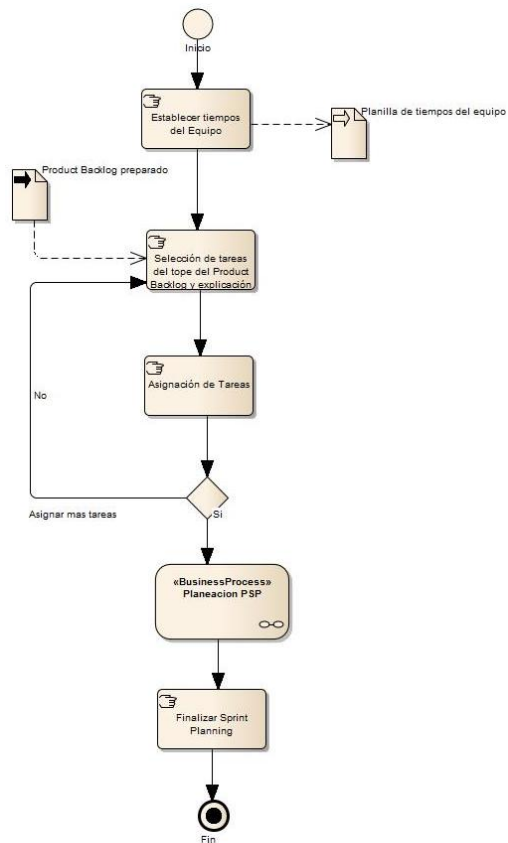 Inicio
Establecer tiempos
del Equipo
Planilla de tiempos del equipo
Product Backlog preparado
Selección de tareas
del tope del Product
Backlog y explicación
Asignación de Tareas
No
Asignar mas tareas
Si
«BusinessProcess»
Planeacion PSP
Finalizar Sprint
Planning
Fin